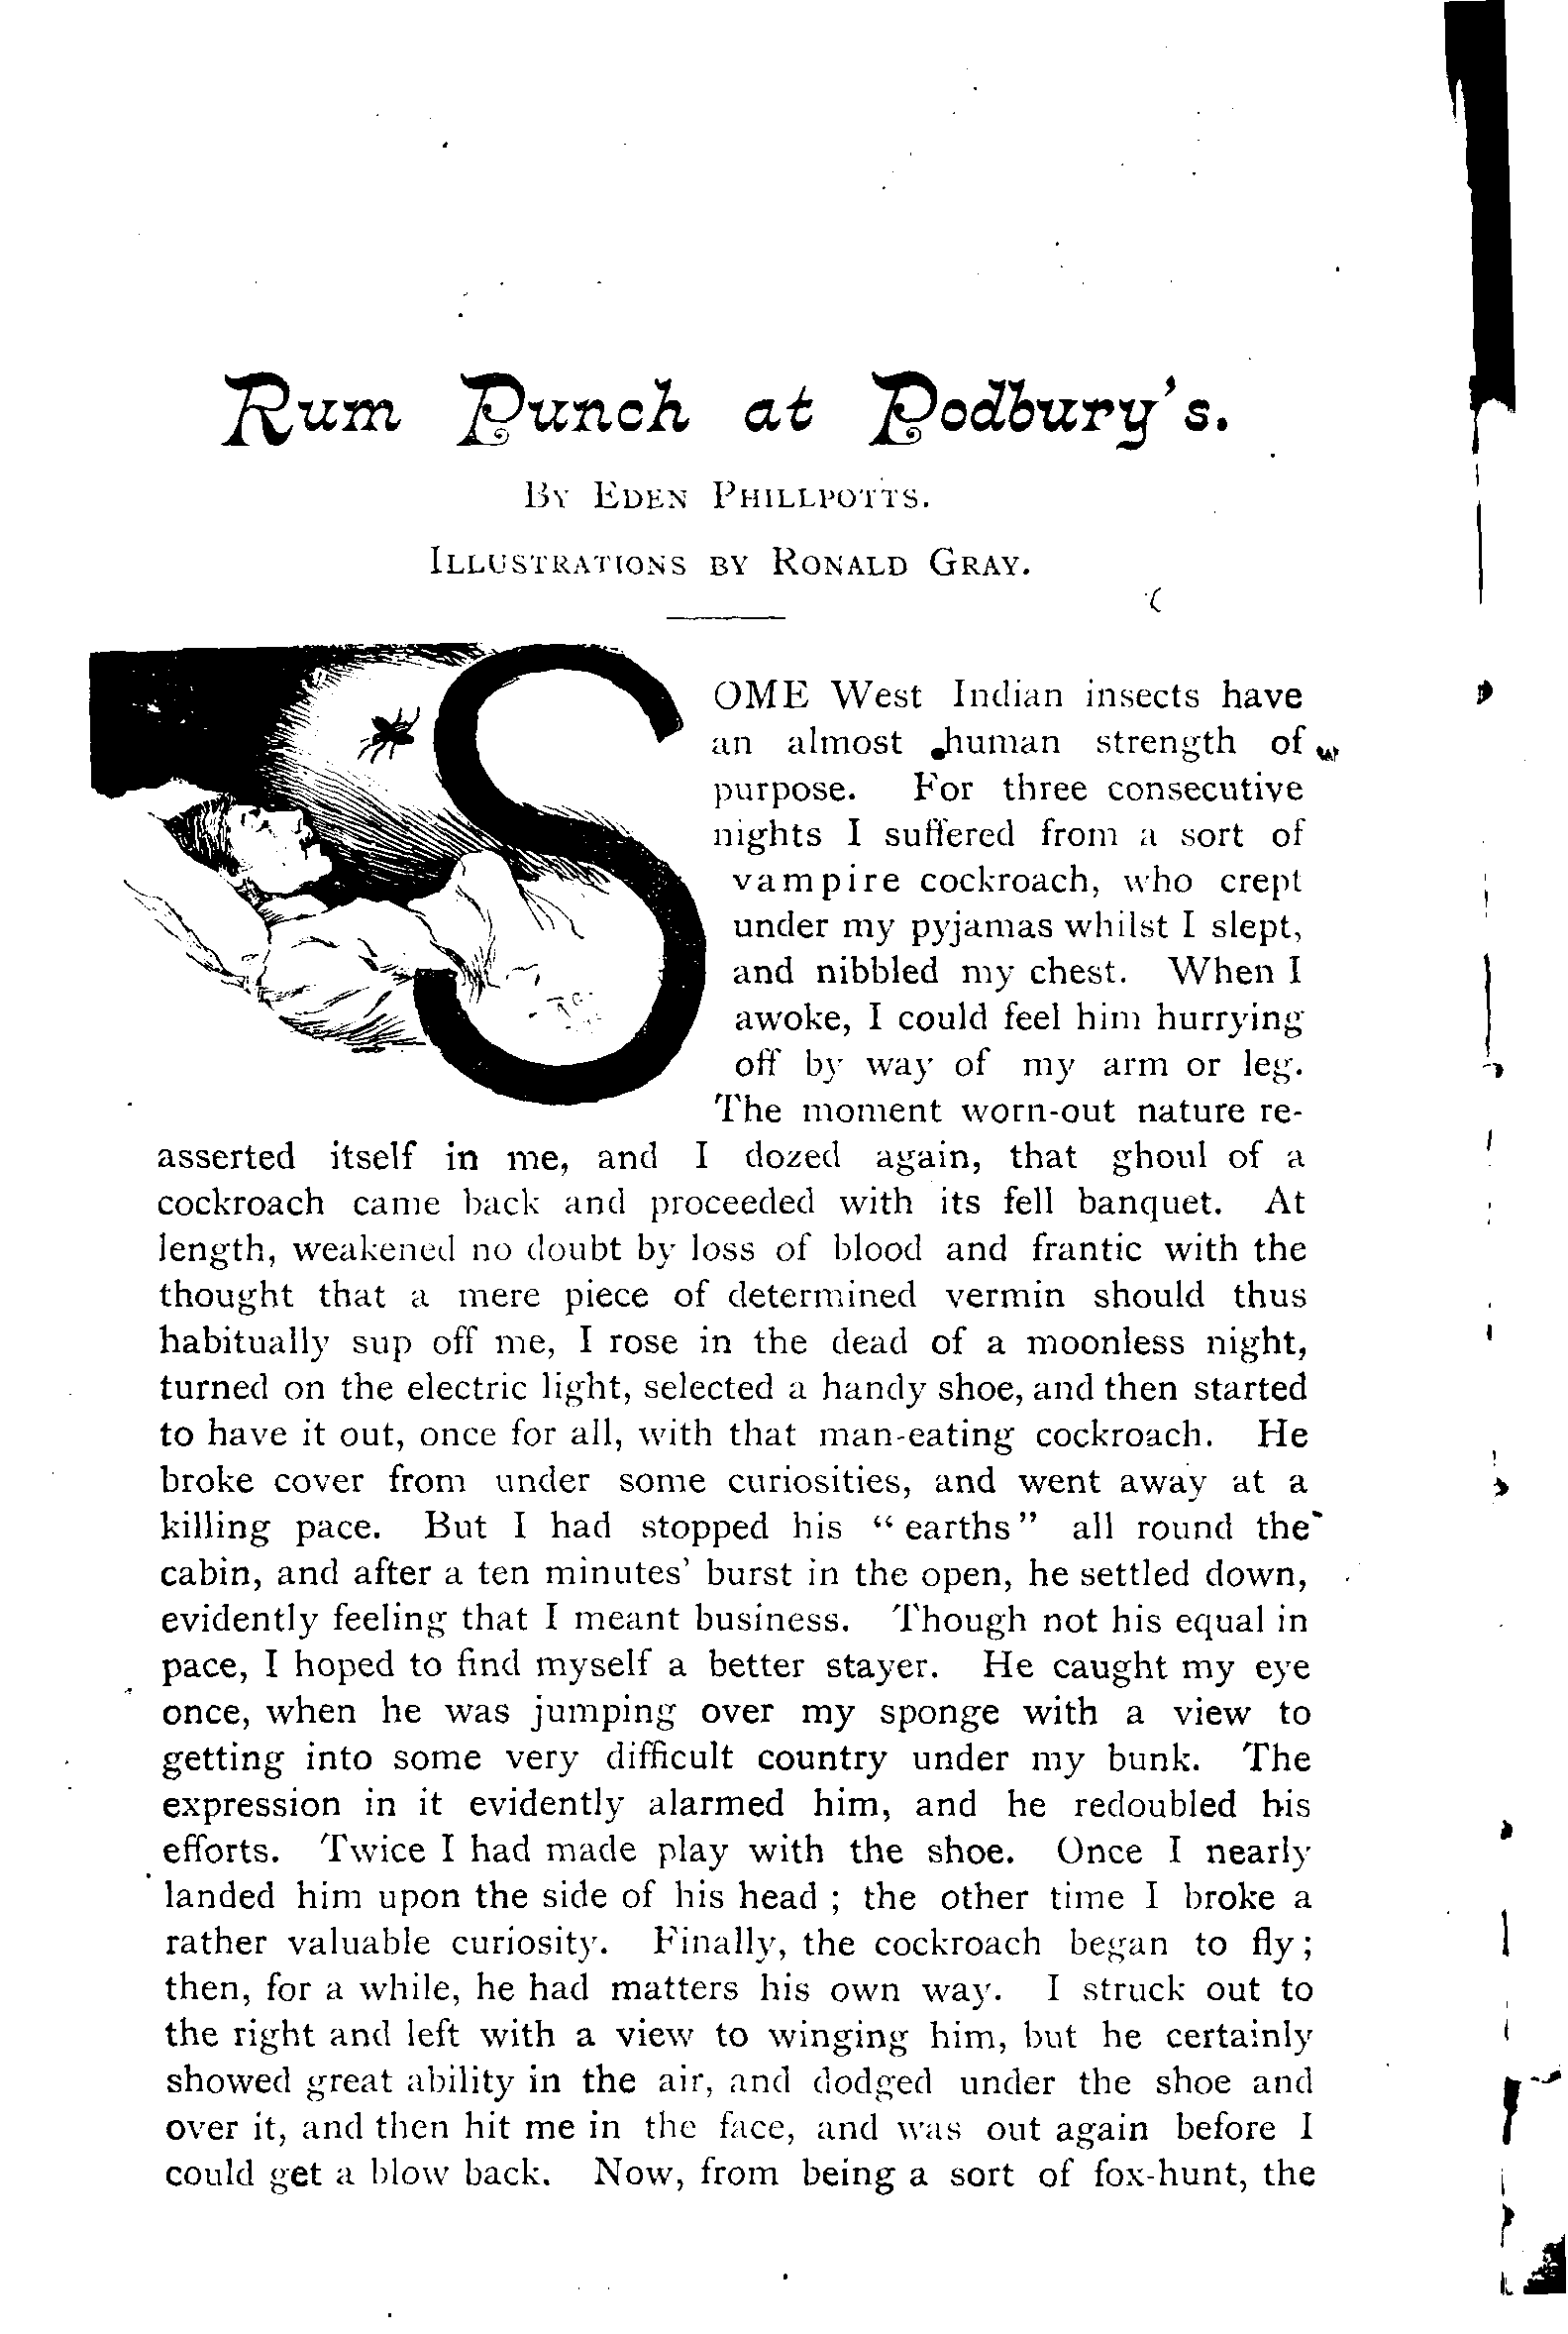 Rum Punch at Podbury's.
By Eden Phillpotts.
Illustrations by Ronald Gray.
SOME West Indian insects have
an almost human strength of
purpose. For three consecutive
nights I suffered from a sort of
vampire cockroach, who crept
under my pyjamas whilst I slept,
and nibbled my chest. When I
awoke, I could feel him hurrying
off by way of my arm or leg.
The moment worn-out nature re-
asserted itself in me, and I dozed again, that ghoul of a
cockroach came back and proceeded with its fell banquet. At
length, weakened no doubt by loss of blood and frantic with the
thought that a mere piece of determined vermin should thus
habitually sup off me, I rose in the dead of a moonless night,
turned on the electric light, selected a handy shoe, and then started
to have it out, once for all, with that man-eating cockroach. He
broke cover from under some curiosities, and went away at a
killing pace. But I had stopped his "earths" all round the
cabin, and after a ten minutes' burst in the open, he settled down,
evidently feeling that I meant business. Though not his equal in
pace, I hoped to find myself a better stayer. He caught my eye
once, when he was jumping over my sponge with a view to
getting into some very difficult country under my bunk. The
expression in it evidently alarmed him, and he redoubled his
efforts. Twice I had made play with the shoe. Once I nearly
landed him upon the side of his head ; the other time I broke a
rather valuable curiosity. Finally, the cockroach began to fly ;
then, for a while, he had matters his own way. I struck out to
the right and left with a view to winging him, but he certainly
showed great ability in the air, and dodged under the shoe and
over it, and then hit me in the face, and was out again before I
could get a blow back. Now, from being a sort of fox-hunt, the